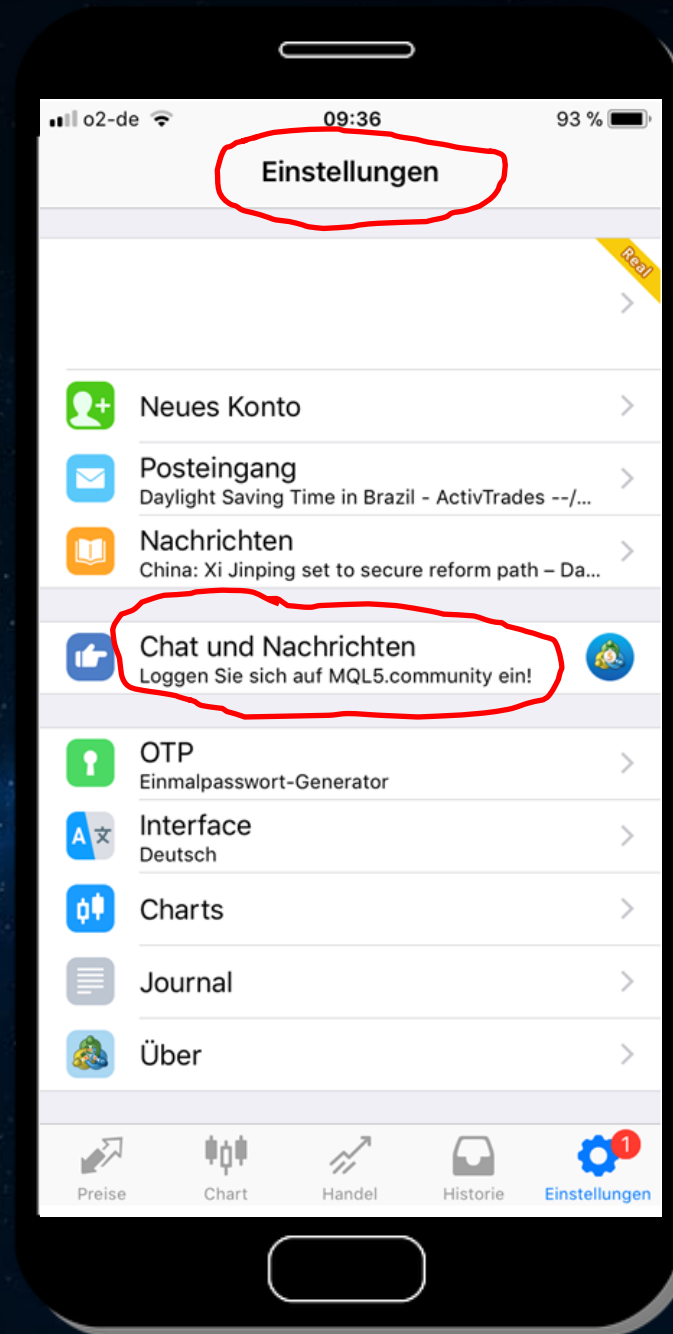 o2-de 09:36 93 %
Einstellungen
Real
Neues Konto
Posteingang
Daylight Saving Time in Brazil - ActivTrades --/...
Nachrichten
China: Xi Jinping set to secure reform path – Da...
Chat und Nachrichten
Loggen Sie sich auf MQL5.community ein!
OTP
Einmalpasswort-Generator
A 文
Interface
Deutsch
Charts
Journal
Über
1
Preise Chart Handel Historie Einstellungen